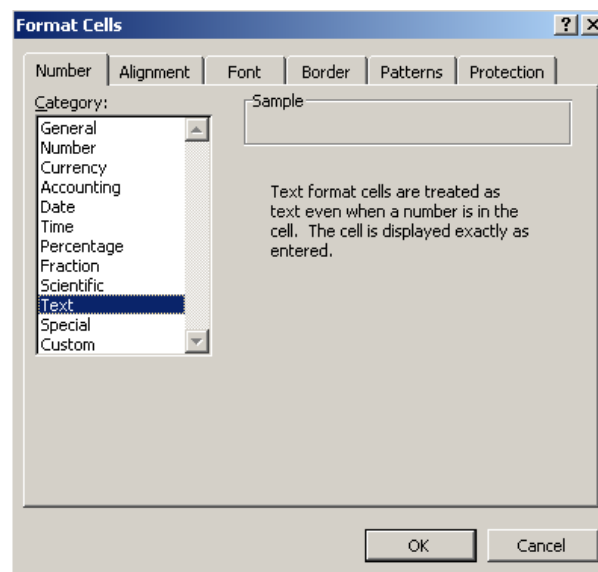 Format Cells
Number Alignment Font Border Patterns Protection
Category:
General
Number
Currency
Accounting
Date
Time
Percentage
Fraction
Scientific
Text
Special
Custom
Sample
Text format cells are treated as
text even when a number is in the
cell. The cell is displayed exactly as
entered.
OK Cancel